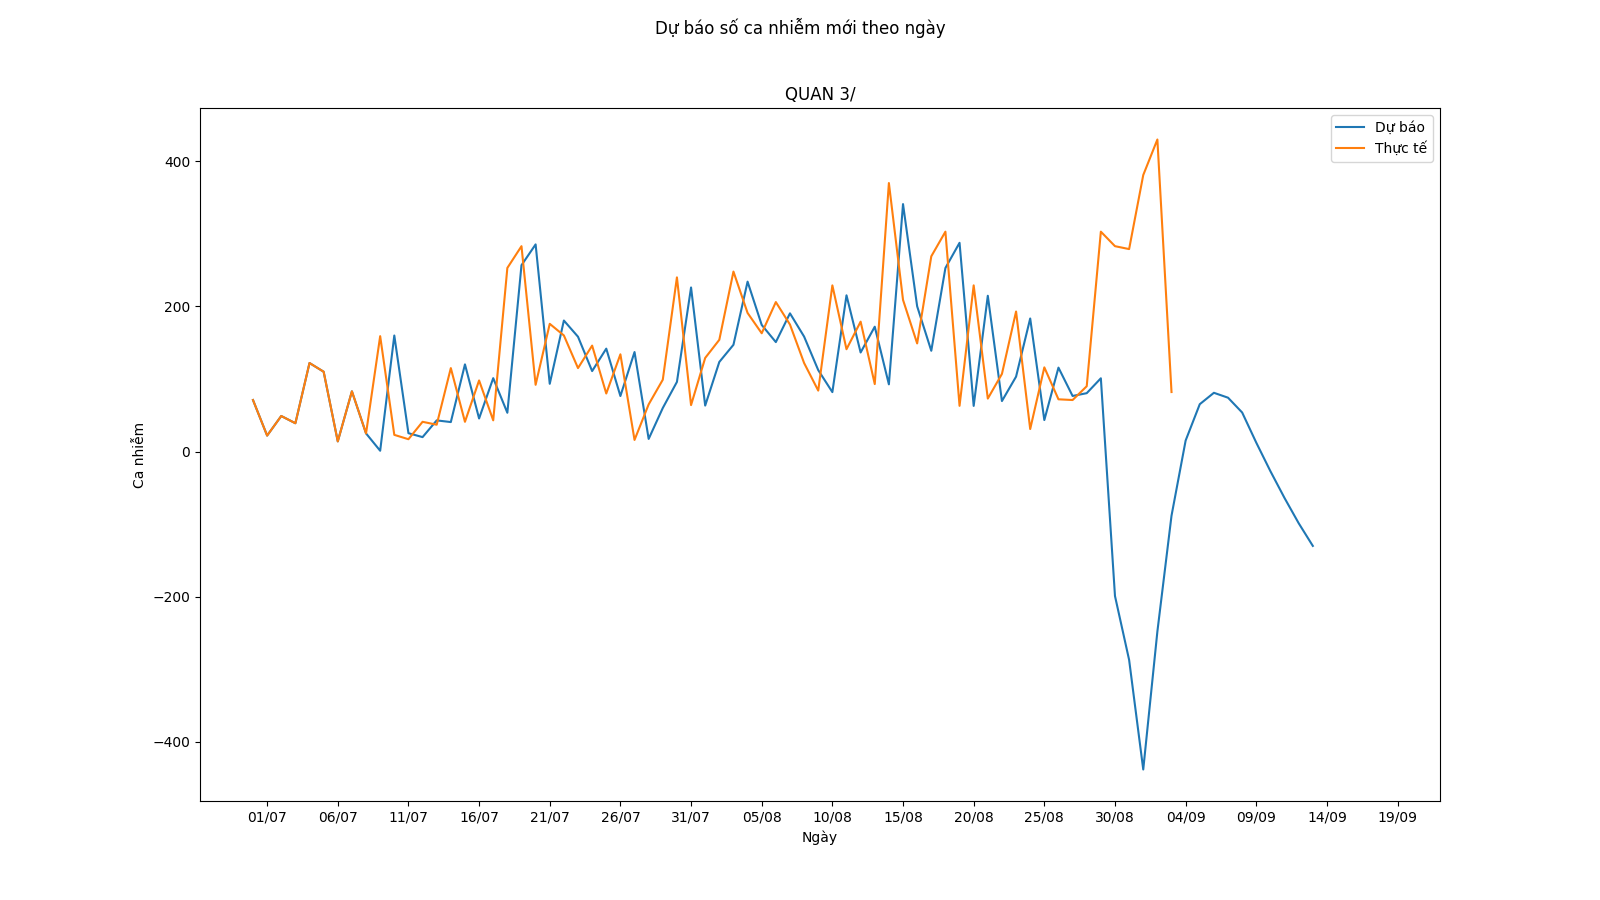 Dự báo số ca nhiễm mới theo ngày
QUAN 3/
Dự báo
Thực tế
400
200
0
−200
−400
Ca nhiễm
01/07 06/07 11/07 16/07 21/07 26/07 31/07 05/08 10/08 15/08 20/08 25/08 30/08 04/09 09/09 14/09 19/09
Ngày